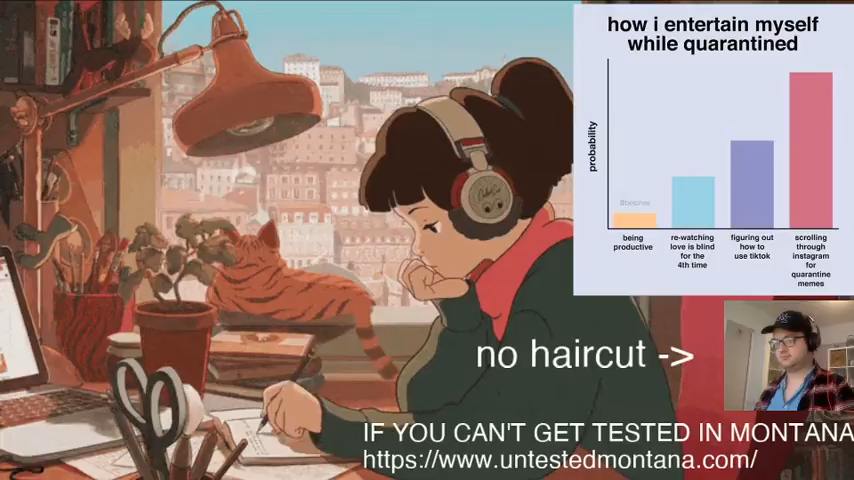 how i entertain myself
while quarantined
probability
being
productive
re-watching
love is blind
for the
4th time
figuring out
how to
use tiktok
scrolling
through
instagram
for
quarantine
memes
no haircut ->
IF YOU CAN'T GET TESTED IN MONTANA
https://www.untestedmontana.com/